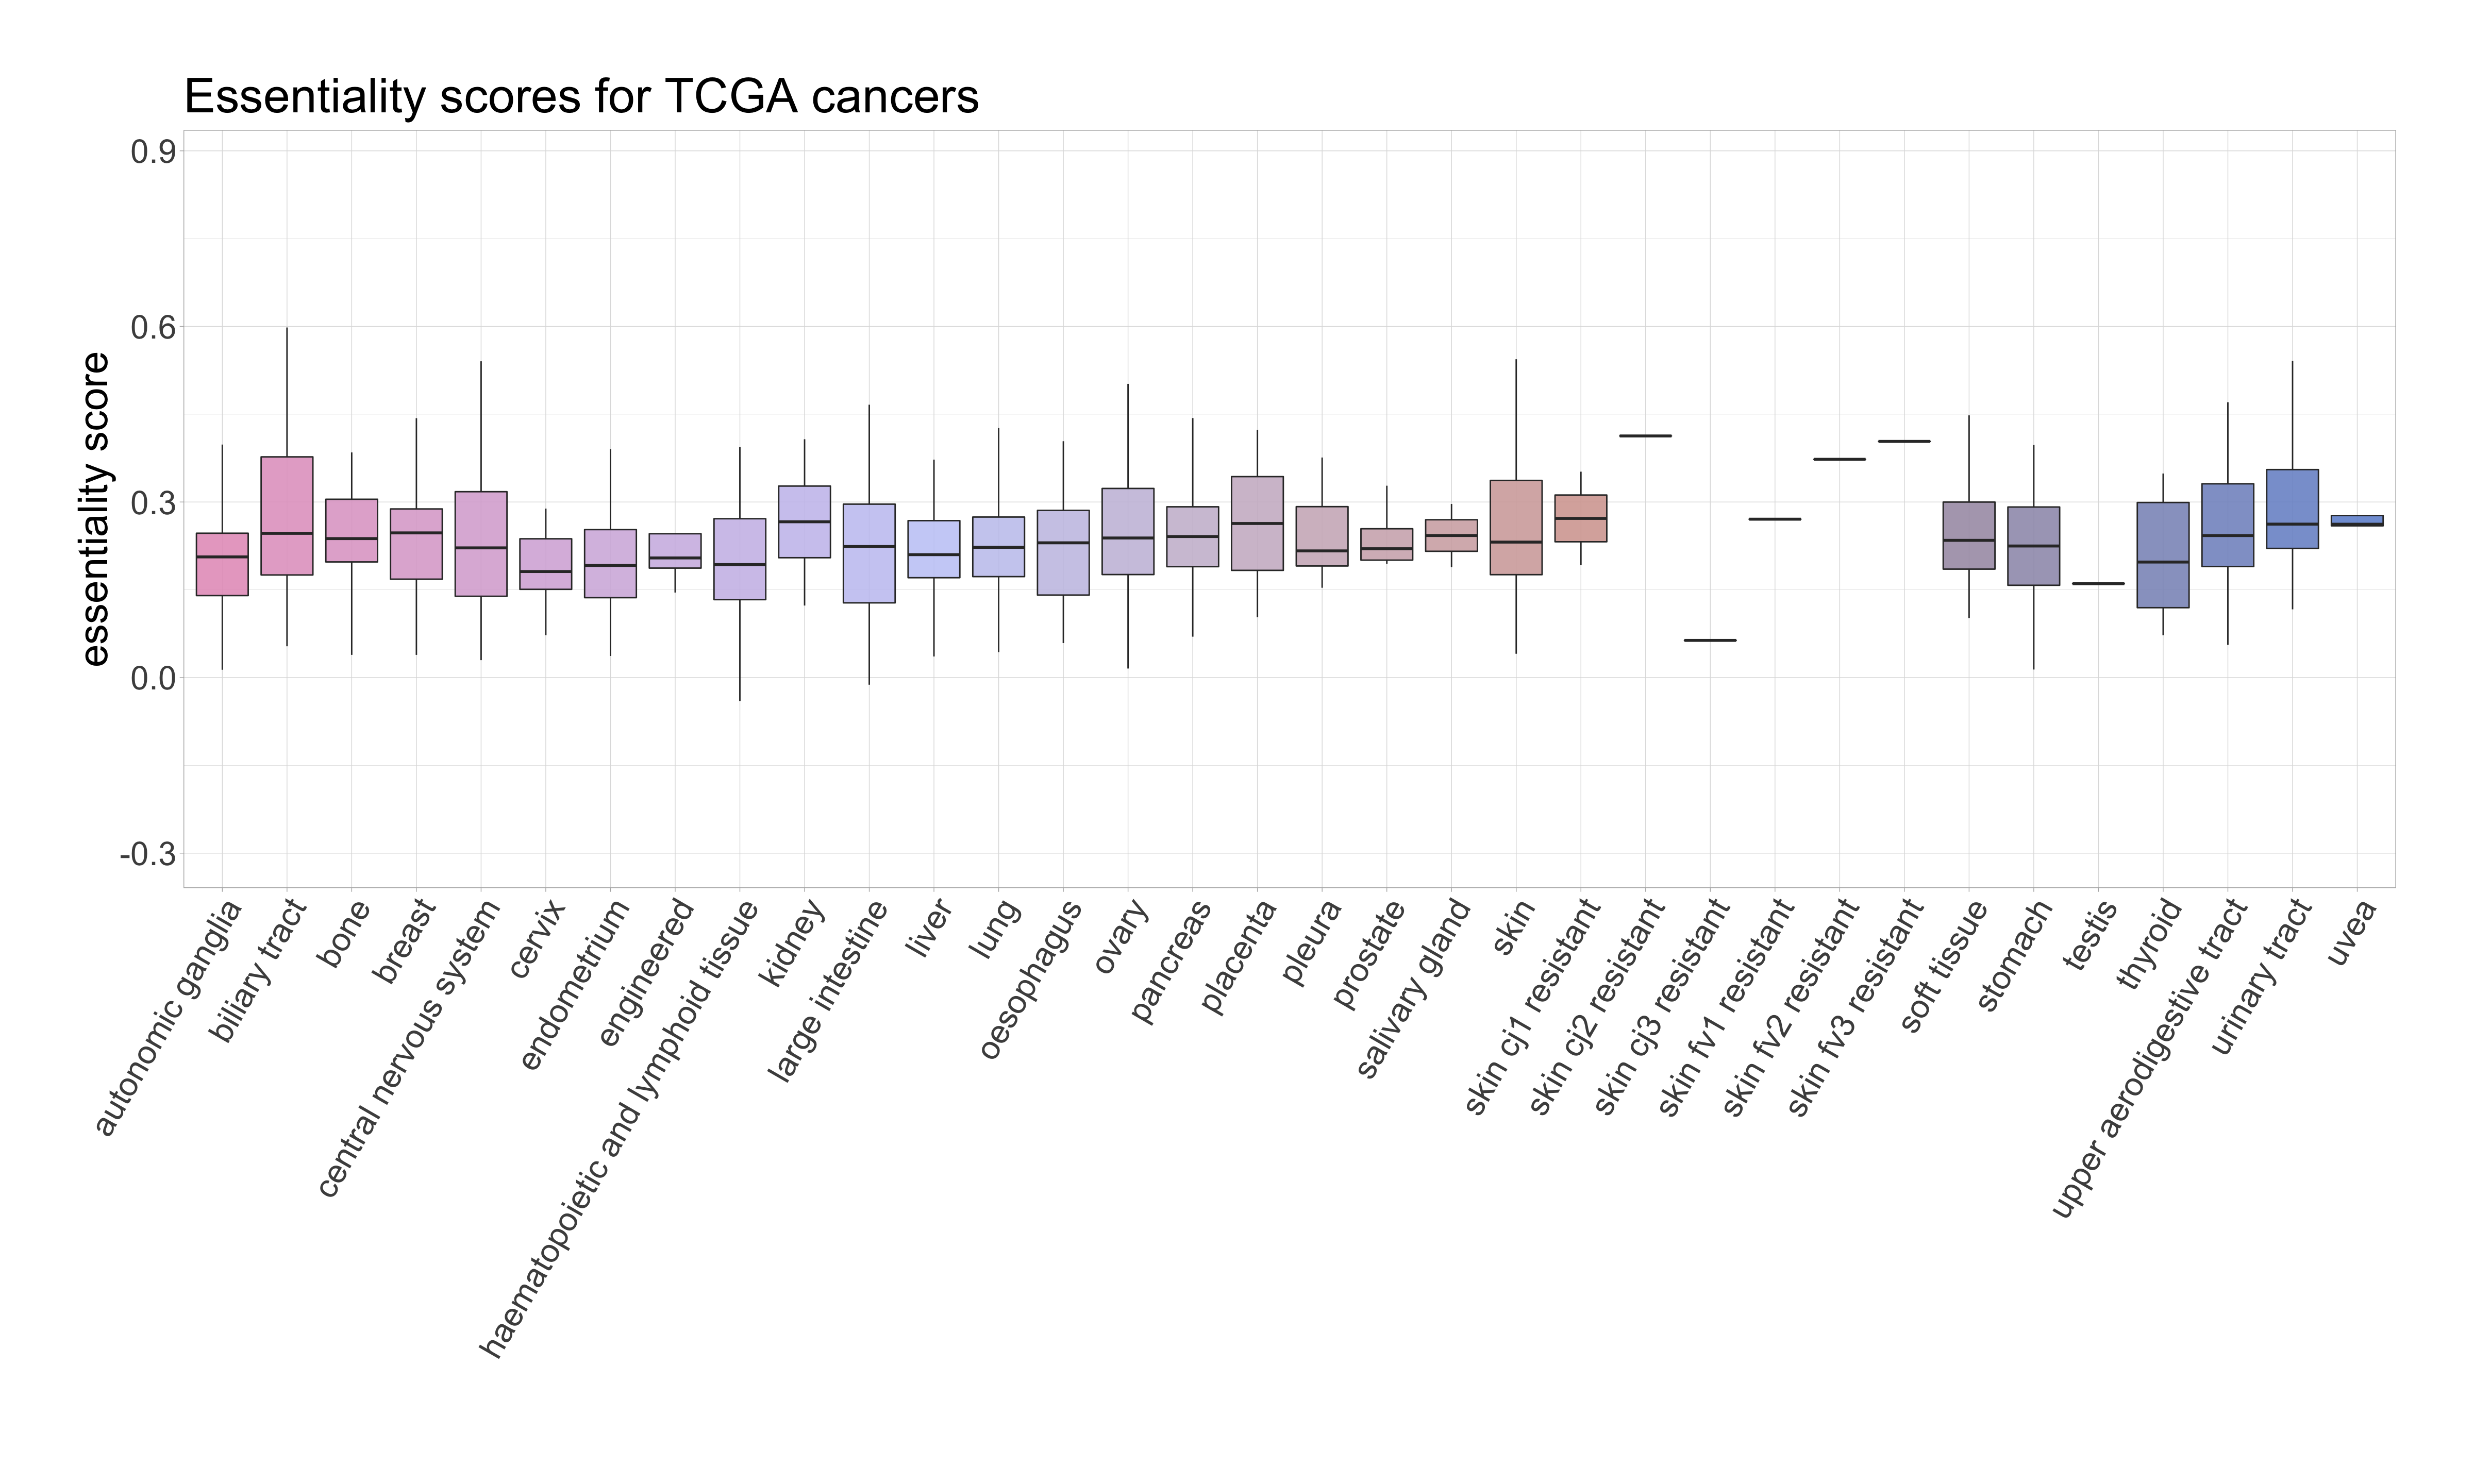 Essentiality scores for TCGA cancers
essentiality score
0.9
0.6
0.3
0.0
-0.3
autonomic ganglia
biliary tract
bone
breast
central nervous system
cervix
endometrium
engineered
haematopoietic and lymphoid tissue
kidney
large intestine
liver
lung
oesophagus
ovary
pancreas
placenta
pleura
prostate
salivary gland
skin
skin cj1 resistant
skin cj2 resistant
skin cj3 resistant
skin fv1 resistant
skin fv2 resistant
skin fv3 resistant
soft tissue
stomach
testis
thyroid
upper aerodigestive tract
urinary tract
uvea